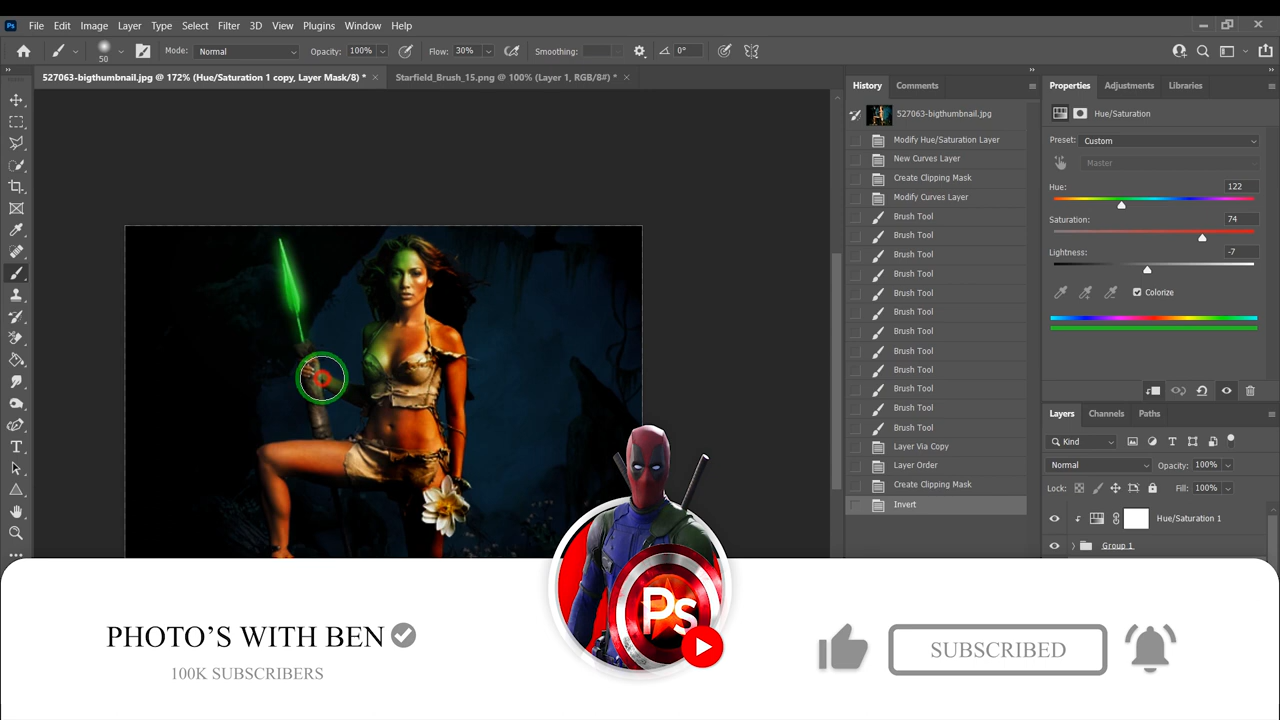 Ps File Edit Image Layer Type Select Filter 3D View Plugins Window Help
50 Mode: Normal Opacity: 100% Flow: 30% Smoothing: 0°
527063-bigthumbnail.jpg @ 172% (Hue/Saturation 1 copy, Layer Mask/8) * × Starfield_Brush_15.png @ 100% (Layer 1, RGB/8#) * ×
History Comments
527063-bigthumbnail.jpg
Modify Hue/Saturation Layer
New Curves Layer
Create Clipping Mask
Modify Curves Layer
Brush Tool
Brush Tool
Brush Tool
Brush Tool
Brush Tool
Brush Tool
Brush Tool
Brush Tool
Brush Tool
Brush Tool
Brush Tool
Brush Tool
Layer Via Copy
Layer Order
Create Clipping Mask
Invert
Properties Adjustments Libraries
Hue/Saturation
Preset: Custom
Master
Hue: 122
Saturation: 74
Lightness: -7
Colorize
Layers Channels Paths
Kind
Normal Opacity: 100%
Lock: Fill: 100%
Hue/Saturation 1
Group 1
PHOTO'S WITH BEN
100K SUBSCRIBERS
Ps
SUBSCRIBED